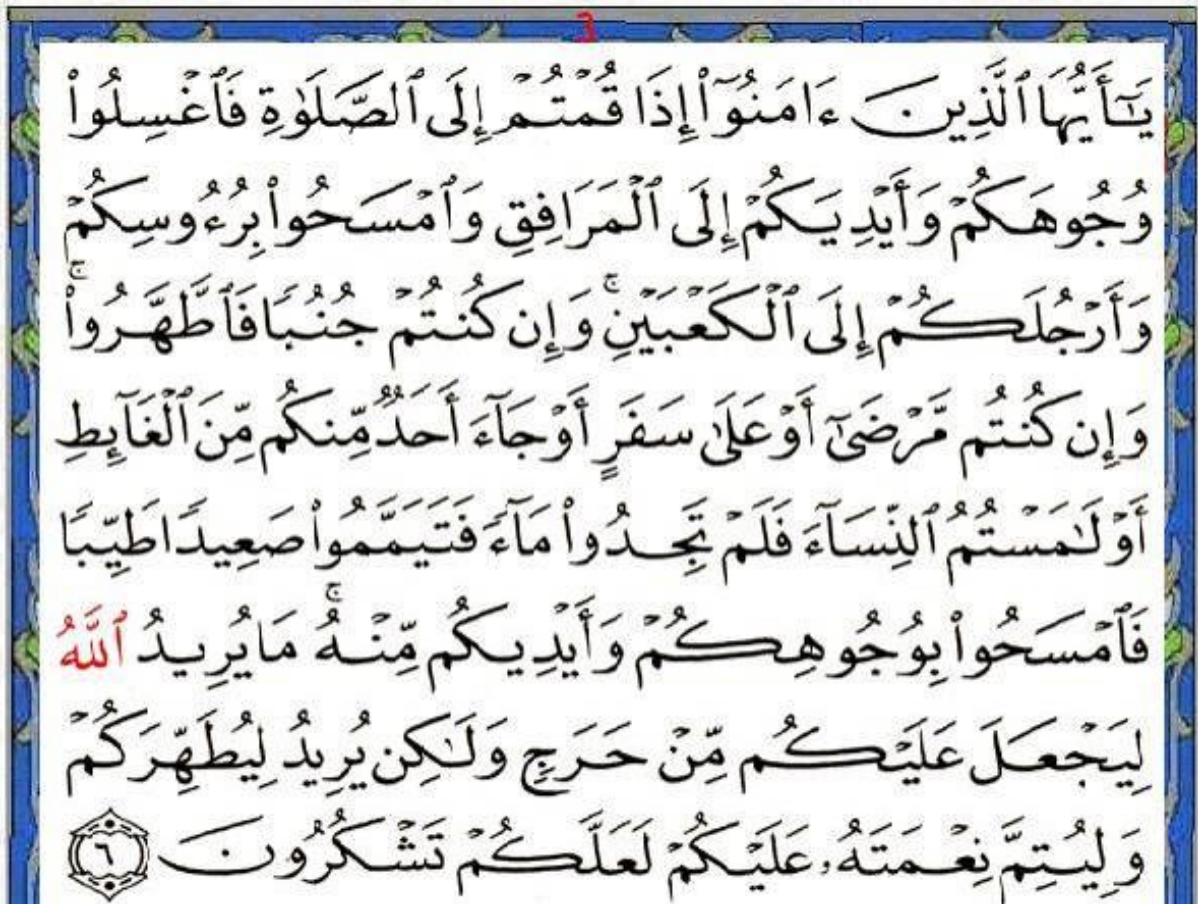 ٦
يَٰٓأَيُّهَا ٱلَّذِينَ ءَامَنُوٓا۟ إِذَا قُمْتُمْ إِلَى ٱلصَّلَوٰةِ فَٱغْسِلُوا۟
وُجُوهَكُمْ وَأَيْدِيَكُمْ إِلَى ٱلْمَرَافِقِ وَٱمْسَحُوا۟ بِرُءُوسِكُمْ
وَأَرْجُلَكُمْ إِلَى ٱلْكَعْبَيْنِ ۚ وَإِن كُنتُمْ جُنُبًا فَٱطَّهَّرُوا۟ ۚ
وَإِن كُنتُم مَّرْضَىٰٓ أَوْ عَلَىٰ سَفَرٍ أَوْ جَآءَ أَحَدٌ مِّنكُم مِّنَ ٱلْغَآئِطِ
أَوْ لَٰمَسْتُمُ ٱلنِّسَآءَ فَلَمْ تَجِدُوا۟ مَآءً فَتَيَمَّمُوا۟ صَعِيدًا طَيِّبًا
فَٱمْسَحُوا۟ بِوُجُوهِكُمْ وَأَيْدِيكُم مِّنْهُ ۚ مَا يُرِيدُ ٱللَّهُ
لِيَجْعَلَ عَلَيْكُم مِّنْ حَرَجٍ وَلَٰكِن يُرِيدُ لِيُطَهِّرَكُمْ
وَلِيُتِمَّ نِعْمَتَهُۥ عَلَيْكُمْ لَعَلَّكُمْ تَشْكُرُونَ ٦